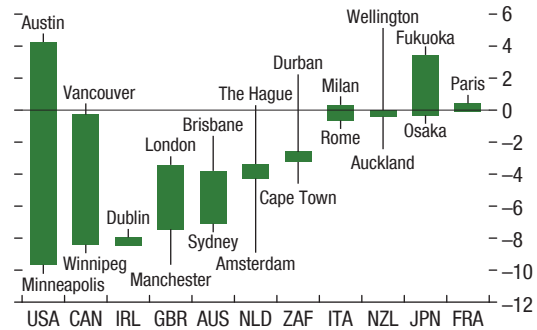 Austin
Wellington
6
Fukuoka
4
Durban
Vancouver
The Hague
Milan
Paris
2
London
Brisbane
0
Dublin
Rome
Osaka
–2
Auckland
–4
Cape Town
–6
Winnipeg
Sydney
–8
Minneapolis
Manchester
Amsterdam
–10
–12
USA CAN IRL GBR AUS NLD ZAF ITA NZL JPN FRA